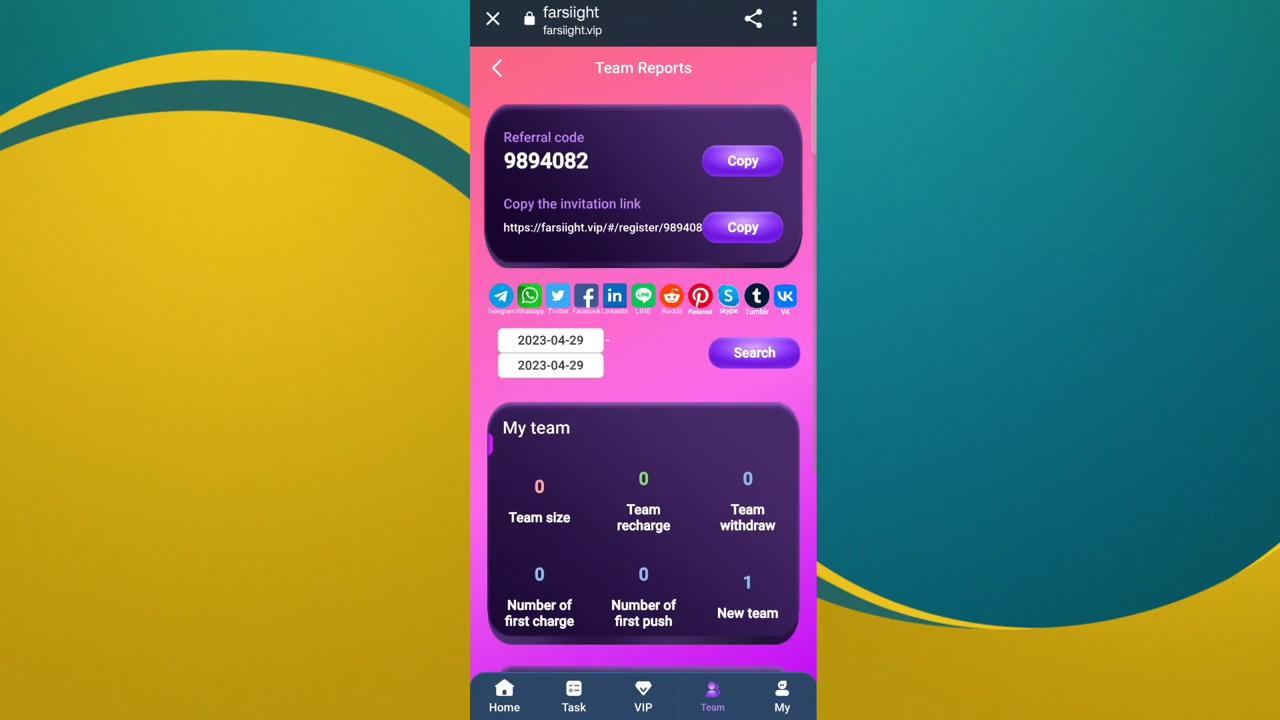 farsiight
farsiight.vip
Team Reports
Referral code
9894082
Copy
Copy the invitation link
https://farsiight.vip/#/register/989408
Copy
Telegram Whatsapp Twitter Facebook LinkedIn LINE Reddit Pinterest skype Tumblr VK
2023-04-29 -
2023-04-29
Search
My team
0 0 0
Team size
Team recharge
Team withdraw
0 0 1
Number of first charge
Number of first push
New team
Home Task VIP Team My